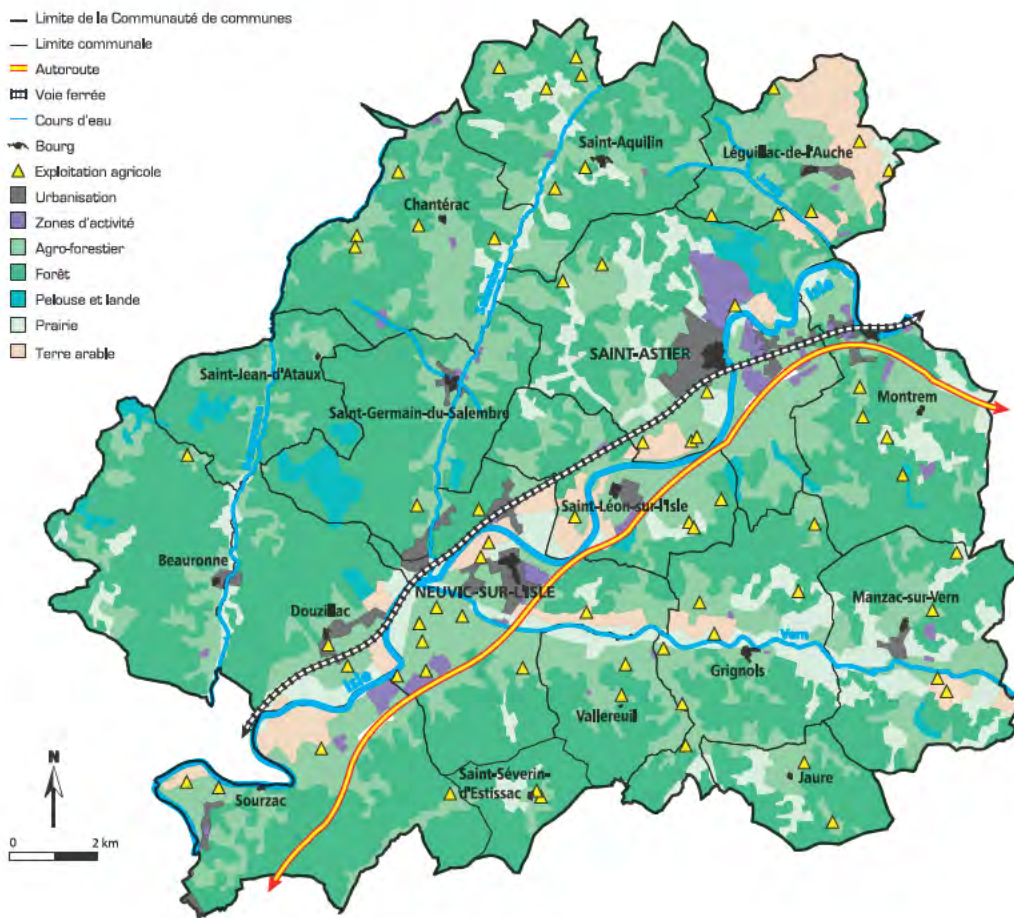 Limite de la Communauté de communes
Limite communale
Autoroute
Voie ferrée
Cours d'eau
Bourg
Exploitation agricole
Urbanisation
Zones d'activité
Agro-forestier
Forêt
Pelouse et lande
Prairie
Terre arable
Saint-Aquilin
Léguillac-de-l'Auche
Chantérac
Isle
SAINT-ASTIER
Saint-Jean-d'Ataux
Saint-Germain-du-Salembre
Montrem
Saint-Léon-sur-l'Isle
Beauronne
NEUVIC-SUR-L'ISLE
Douzillac
Manzac-sur-Vern
Vern
Grignols
Isle
Vallereuil
N
Saint-Séverin-
d'Estissac
Jaure
Sourzac
0 2 km